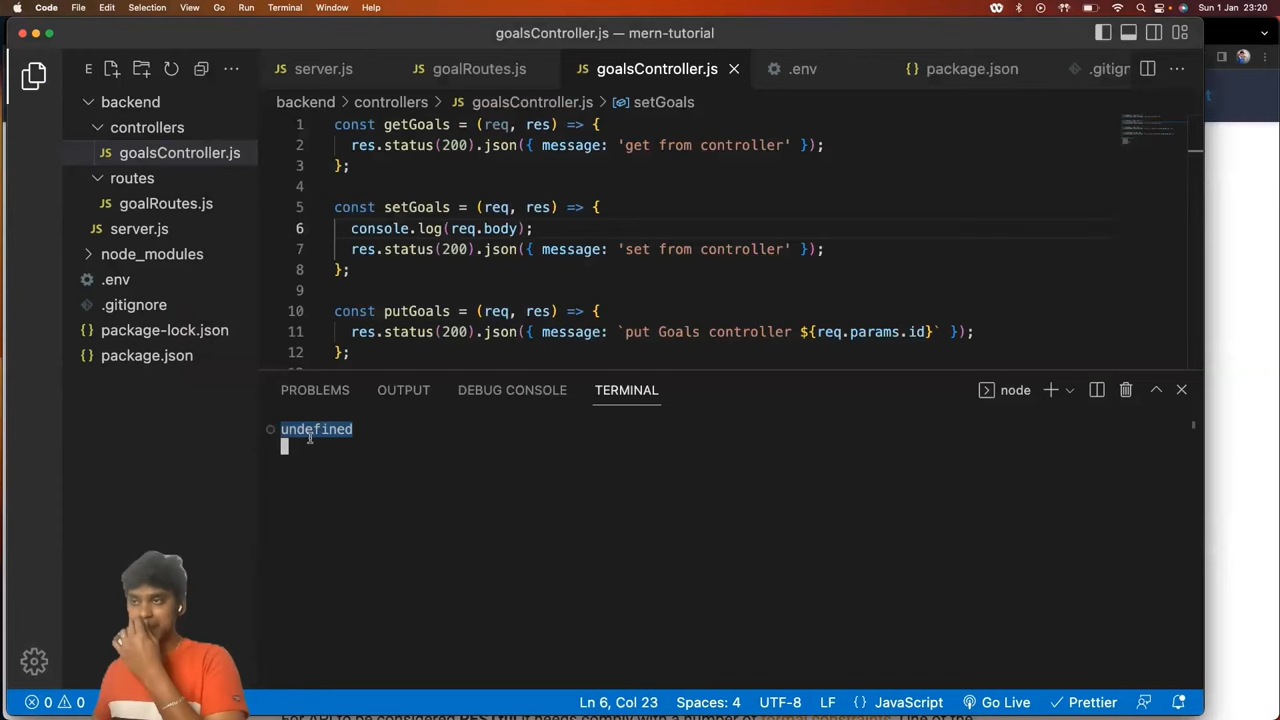 Code File Edit Selection View Go Run Terminal Window Help Sun 1 Jan 23:20
goalsController.js — mern-tutorial
E ··· JS server.js JS goalRoutes.js JS goalsController.js .env {} package.json .gitign ···
backend > controllers > JS goalsController.js > setGoals
backend
controllers
JS goalsController.js
routes
JS goalRoutes.js
JS server.js
node_modules
.env
.gitignore
package-lock.json
package.json
1 const getGoals = (req, res) => {
2 res.status(200).json({ message: 'get from controller' });
3 };
4
5 const setGoals = (req, res) => {
6 console.log(req.body);
7 res.status(200).json({ message: 'set from controller' });
8 };
9
10 const putGoals = (req, res) => {
11 res.status(200).json({ message: `put Goals controller ${req.params.id}` });
12 };
PROBLEMS OUTPUT DEBUG CONSOLE TERMINAL node
undefined
0 0 Ln 6, Col 23 Spaces: 4 UTF-8 LF {} JavaScript Go Live Prettier